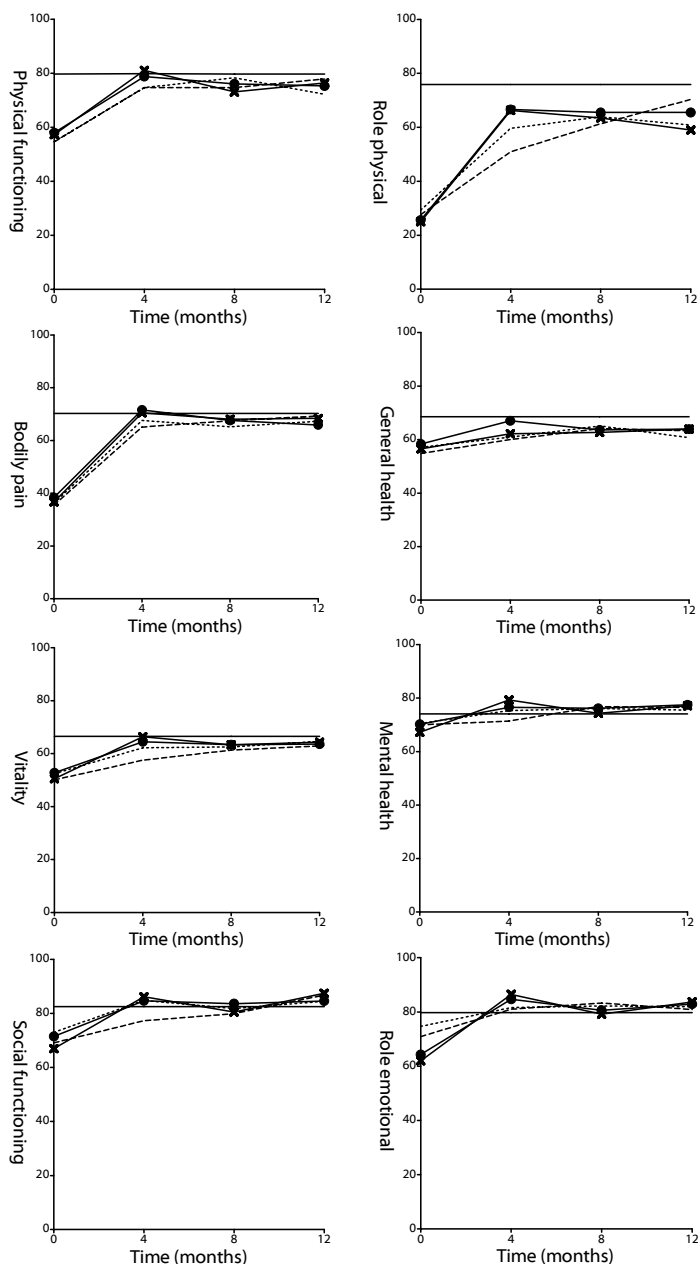 100
80
60
40
20
0
Physical functioning
0 4 8 12
Time (months)
100
80
60
40
20
0
Role physical
0 4 8 12
Time (months)
100
80
60
40
20
0
Bodily pain
0 4 8 12
Time (months)
100
80
60
40
20
0
General health
0 4 8 12
Time (months)
100
80
60
40
20
0
Vitality
0 4 8 12
Time (months)
100
80
60
40
20
0
Mental health
0 4 8 12
Time (months)
100
80
60
40
20
0
Social functioning
0 4 8 12
Time (months)
100
80
60
40
20
0
Role emotional
0 4 8 12
Time (months)